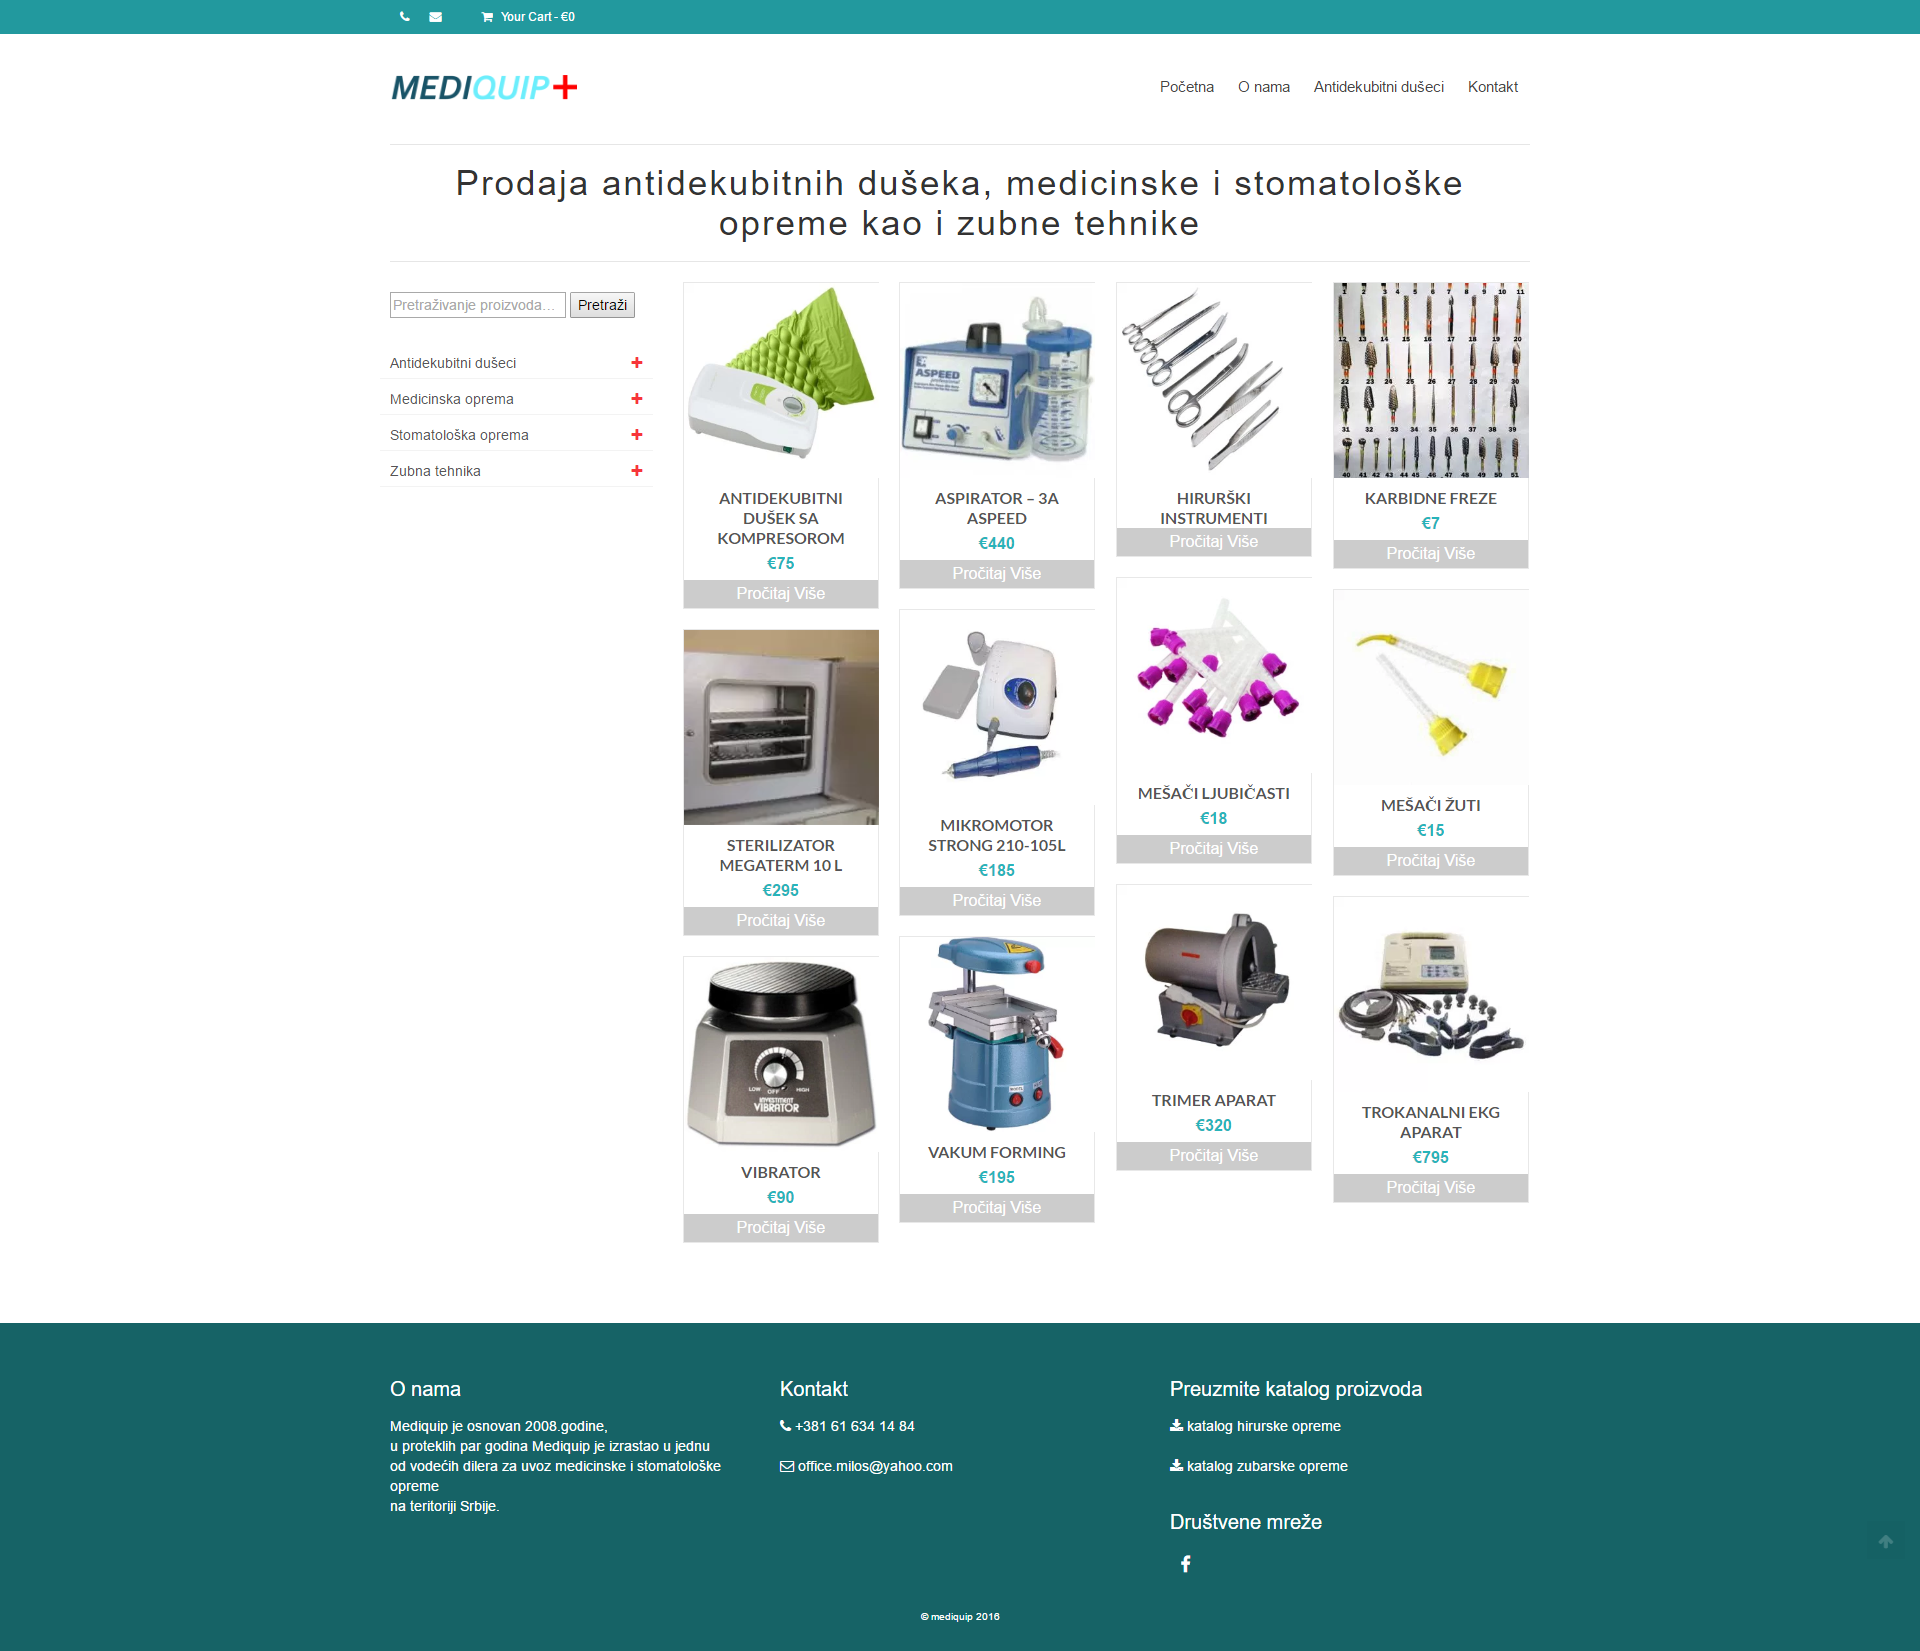 Your Cart - €0
MEDIQUIP
Početna
O nama
Antidekubitni dušeci
Kontakt
Prodaja antidekubitnih dušeka, medicinske i stomatološke
opreme kao i zubne tehnike
Pretraživanje proizvoda...
Pretraži
Antidekubitni dušeci
Medicinska oprema
Stomatološka oprema
Zubna tehnika
ANTIDEKUBITNI
DUŠEK SA
KOMPRESOROM
€75
Pročitaj Više
ASPEED
ASPIRATOR – 3A
ASPEED
€440
Pročitaj Više
HIRURŠKI
INSTRUMENTI
Pročitaj Više
KARBIDNE FREZE
€7
Pročitaj Više
STERILIZATOR
MEGATERM 10 L
€295
Pročitaj Više
MIKROMOTOR
STRONG 210-105L
€185
Pročitaj Više
MEŠAČI LJUBIČASTI
€18
Pročitaj Više
MEŠAČI ŽUTI
€15
Pročitaj Više
LOW OFF HIGH
INVESTMENT
VIBRATOR
VIBRATOR
€90
Pročitaj Više
VAKUM FORMING
€195
Pročitaj Više
TRIMER APARAT
€320
Pročitaj Više
TROKANALNI EKG
APARAT
€795
Pročitaj Više
O nama
Mediquip je osnovan 2008.godine,
u proteklih par godina Mediquip je izrastao u jednu
od vodećih dilera za uvoz medicinske i stomatološke
opreme
na teritoriji Srbije.
Kontakt
+381 61 634 14 84
office.milos@yahoo.com
Preuzmite katalog proizvoda
katalog hirurske opreme
katalog zubarske opreme
Društvene mreže
© mediquip 2016